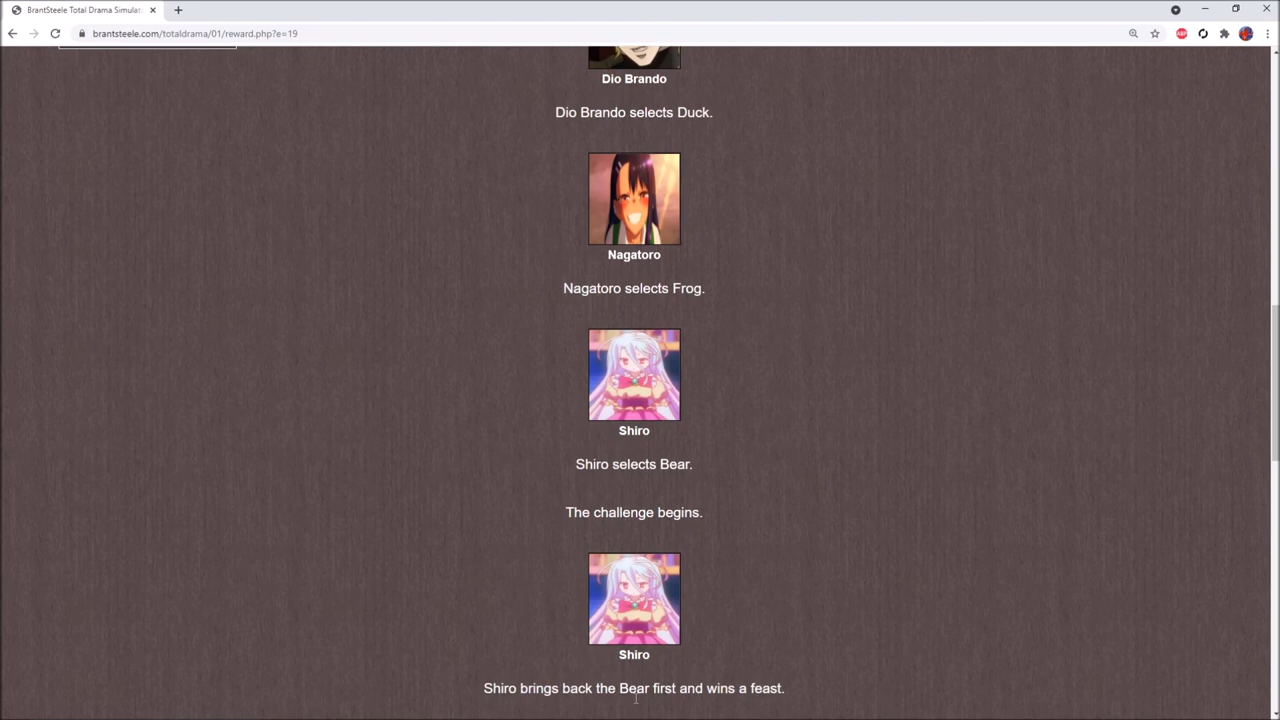 BrantSteele Total Drama Simulat
brantsteele.com/totaldrama/01/reward.php?e=19
ABP
Dio Brando
Dio Brando selects Duck.
Nagatoro
Nagatoro selects Frog.
Shiro
Shiro selects Bear.
The challenge begins.
Shiro
Shiro brings back the Bear first and wins a feast.